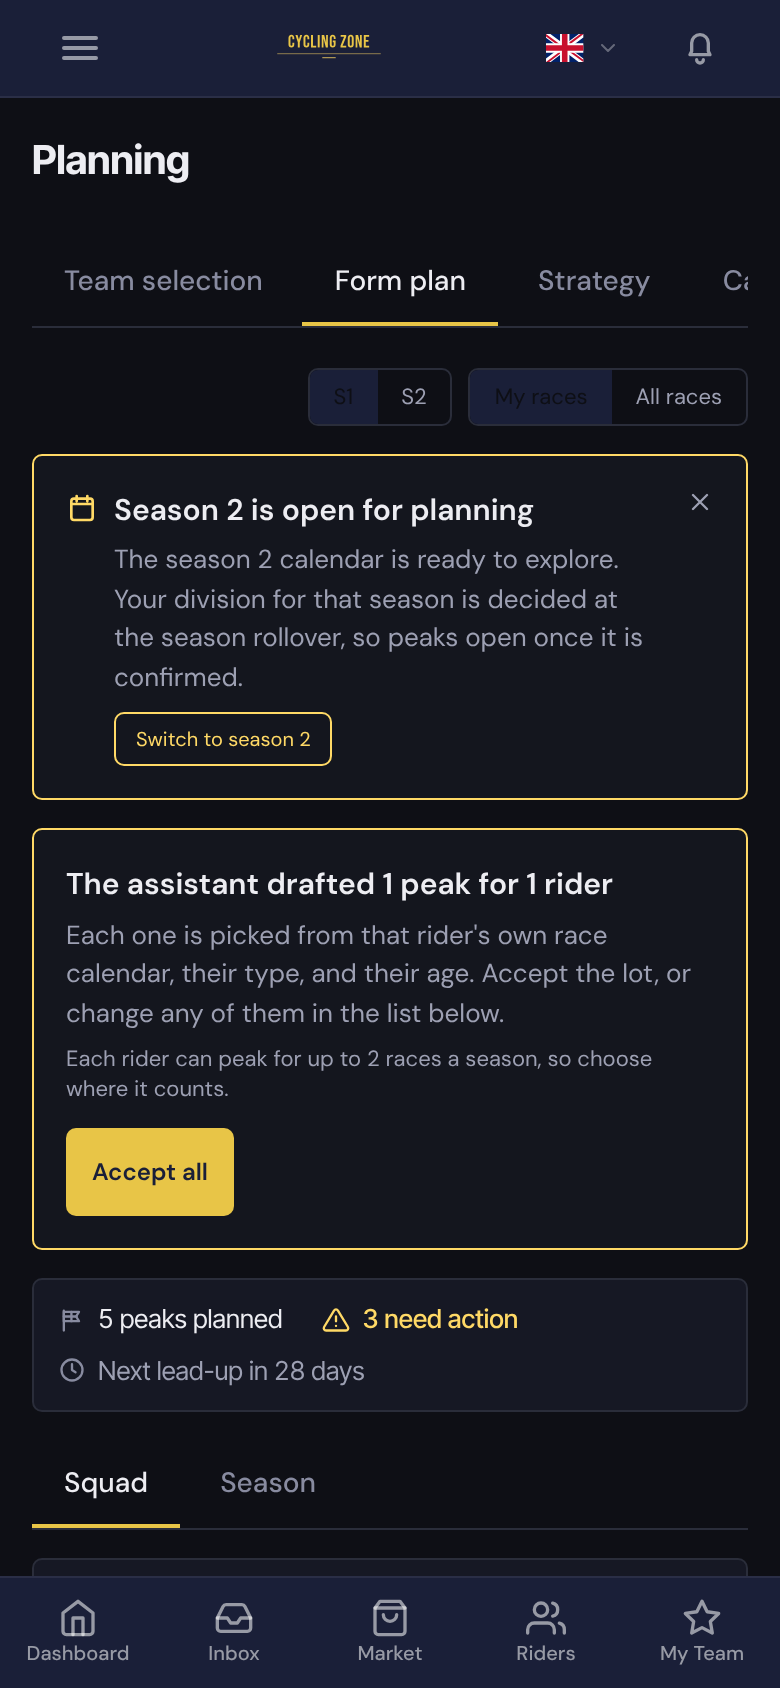 CYCLING ZONE
Planning
Team selection
Form plan
Strategy
Ca
S1
S2
My races
All races
Season 2 is open for planning
The season 2 calendar is ready to explore.
Your division for that season is decided at
the season rollover, so peaks open once it is
confirmed.
Switch to season 2
The assistant drafted 1 peak for 1 rider
Each one is picked from that rider's own race
calendar, their type, and their age. Accept the lot, or
change any of them in the list below.
Each rider can peak for up to 2 races a season, so choose
where it counts.
Accept all
5 peaks planned
3 need action
Next lead-up in 28 days
Squad
Season
Dashboard
Inbox
Market
Riders
My Team